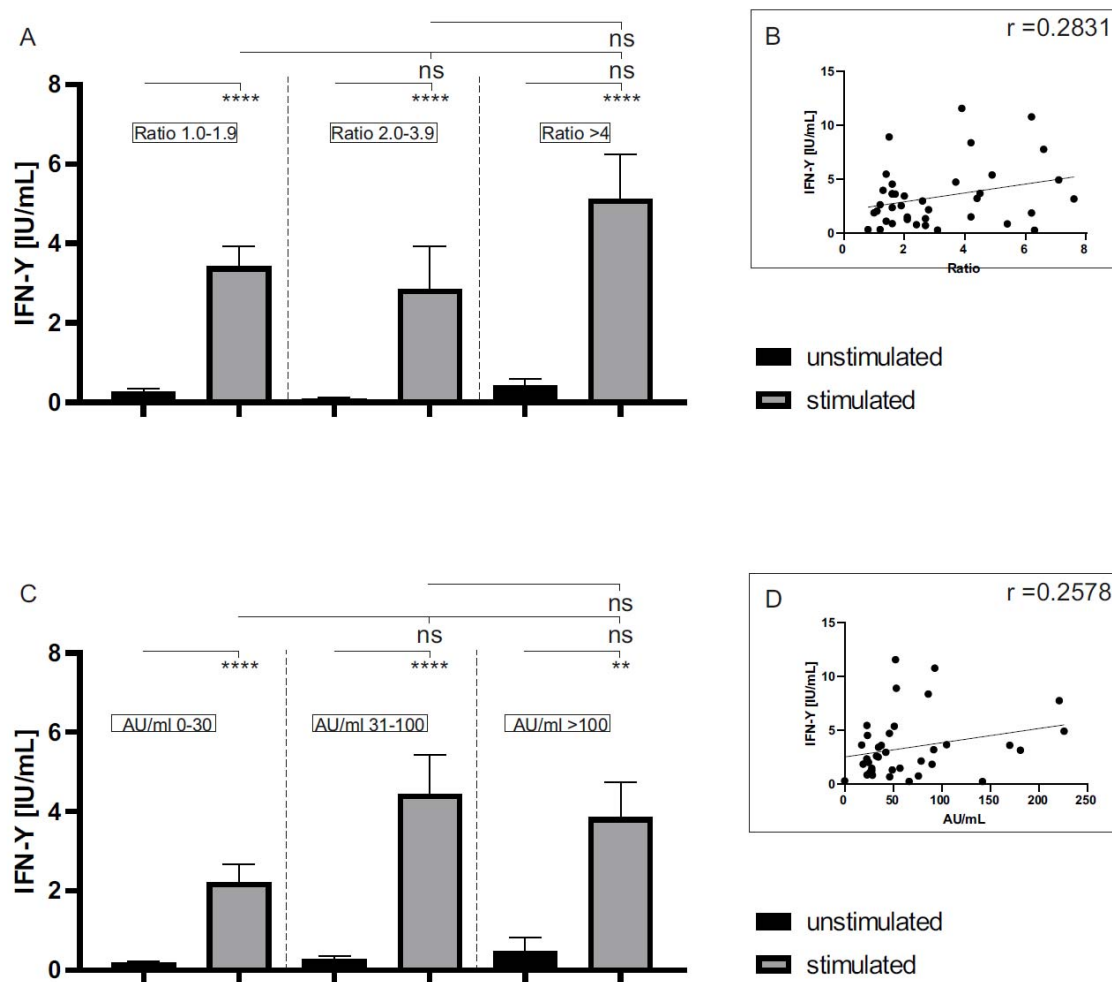 A
ns
ns
ns
****
****
****
8
6
4
2
0
IFN-Y [IU/mL]
Ratio 1.0-1.9
Ratio 2.0-3.9
Ratio >4
B
r =0.2831
15
10
5
0
IFN-Y [IU/mL]
0
2
4
6
8
Ratio
unstimulated
stimulated
C
ns
ns
ns
****
****
**
8
6
4
2
0
IFN-Y [IU/mL]
AU/ml 0-30
AU/ml 31-100
AU/ml >100
D
r =0.2578
15
10
5
0
IFN-Y [IU/mL]
0
50
100
150
200
250
AU/mL
unstimulated
stimulated